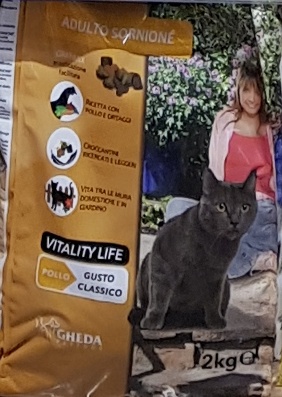 ADULTO SORNIONE
RICETTA CON
POLLO E ORTAGGI
CROCCANTINI
RICERCATI E LEGGERI
VITA TRA LE MURA
DOMESTICHE E IN
GIARDINO
VITALITY LIFE
POLLO
GUSTO
CLASSICO
GHEDA
2kg e